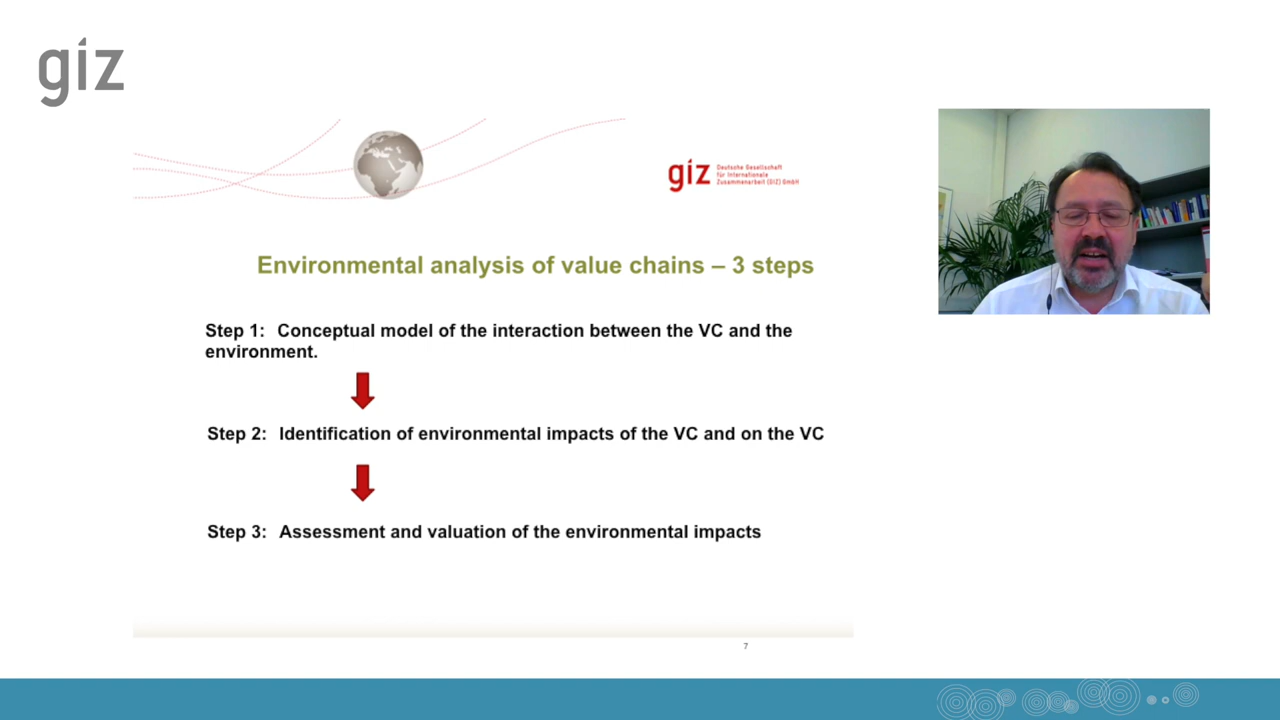 giz
giz
Deutsche Gesellschaft
für Internationale
Zusammenarbeit (GIZ) GmbH
Environmental analysis of value chains – 3 steps
Step 1: Conceptual model of the interaction between the VC and the
environment.
Step 2: Identification of environmental impacts of the VC and on the VC
Step 3: Assessment and valuation of the environmental impacts
7